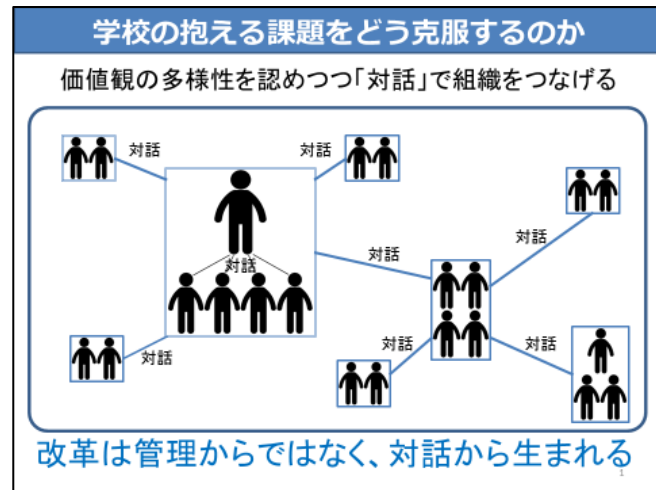 学校の抱える課題をどう克服するのか
価値観の多様性を認めつつ「対話」で組織をつなげる
対話
対話
対話
対話
対話
対話
対話
対話
対話
改革は管理からではなく、対話から生まれる
1